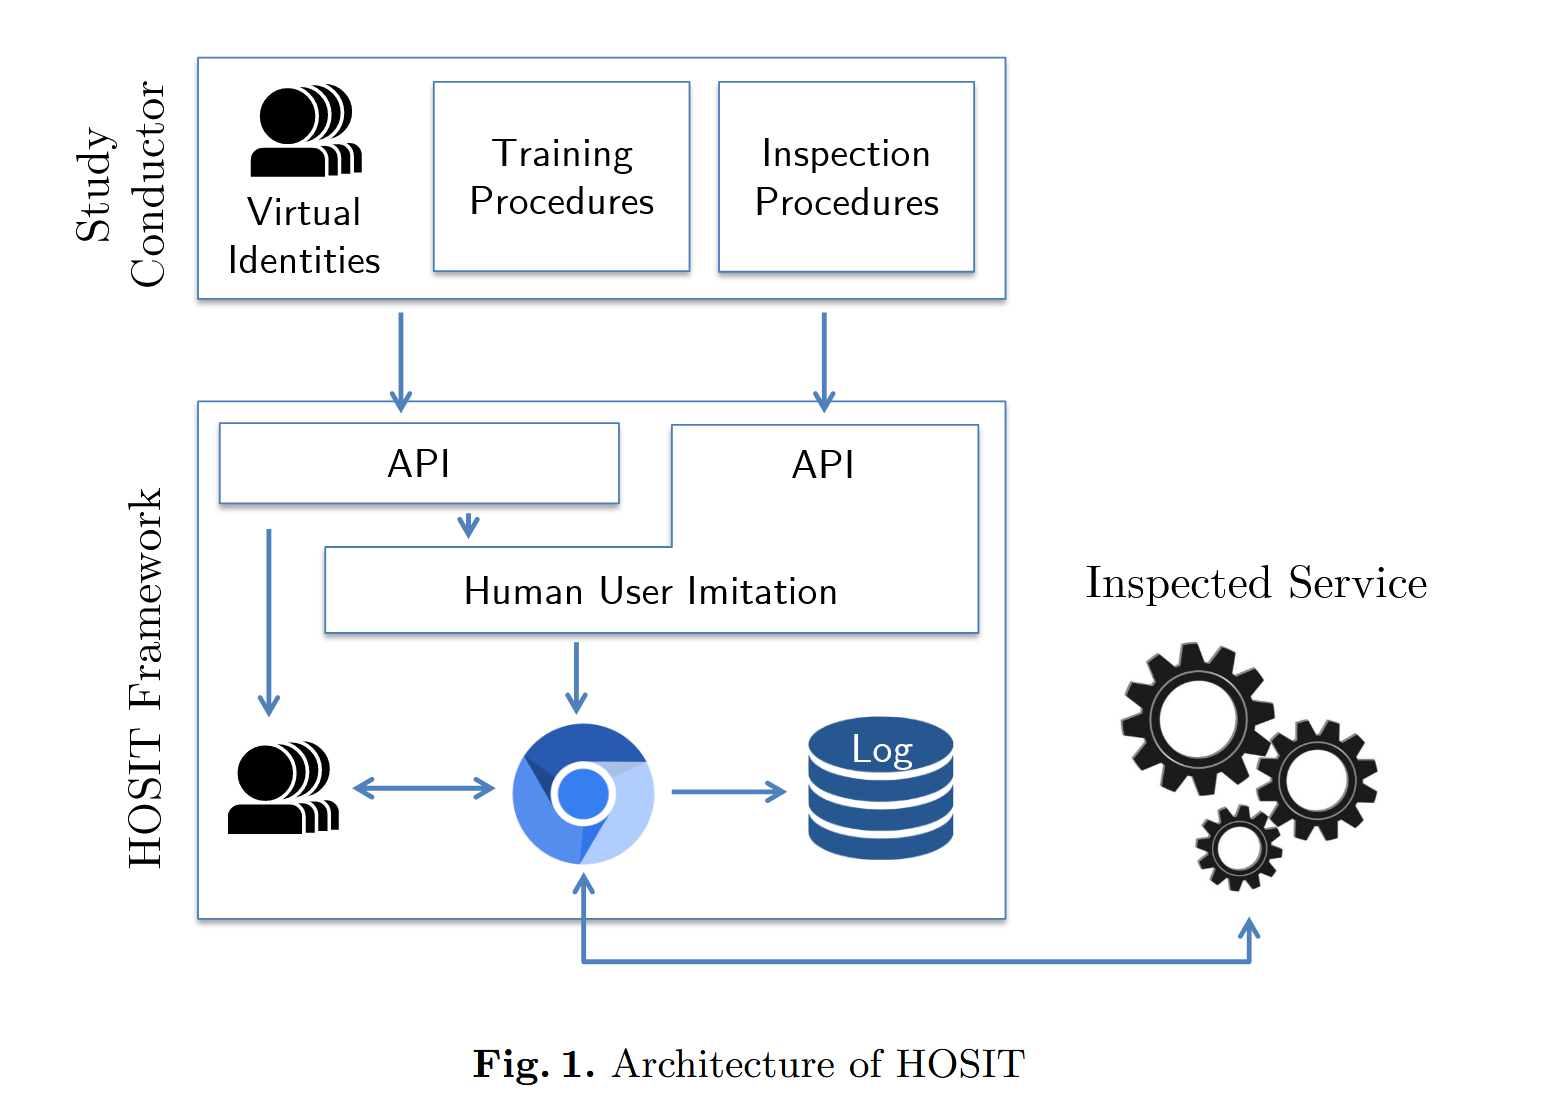 Study
Conductor
Virtual
Identities
Training
Procedures
Inspection
Procedures
HOSIT Framework
API
API
Human User Imitation
Log
Inspected Service
Fig. 1. Architecture of HOSIT